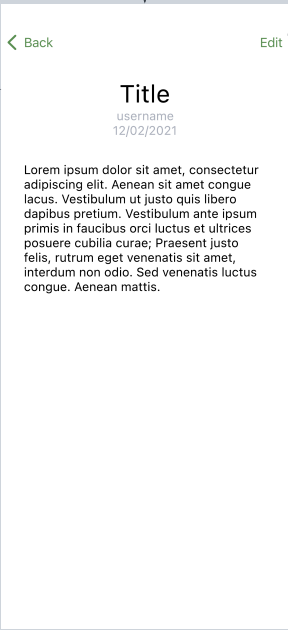 Back
Edit
Title
username
12/02/2021
Lorem ipsum dolor sit amet, consectetur
adipiscing elit. Aenean sit amet congue
lacus. Vestibulum ut justo quis libero
dapibus pretium. Vestibulum ante ipsum
primis in faucibus orci luctus et ultrices
posuere cubilia curae; Praesent justo
felis, rutrum eget venenatis sit amet,
interdum non odio. Sed venenatis luctus
congue. Aenean mattis.